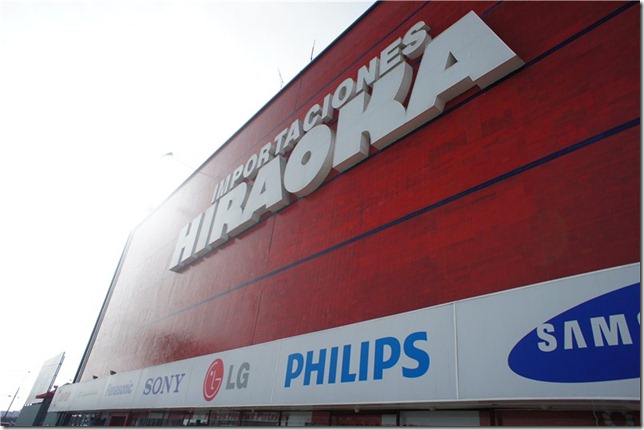 IMPORTACIONES
HIRAOKA
Panasonic
SONY
LG
PHILIPS
SAMS